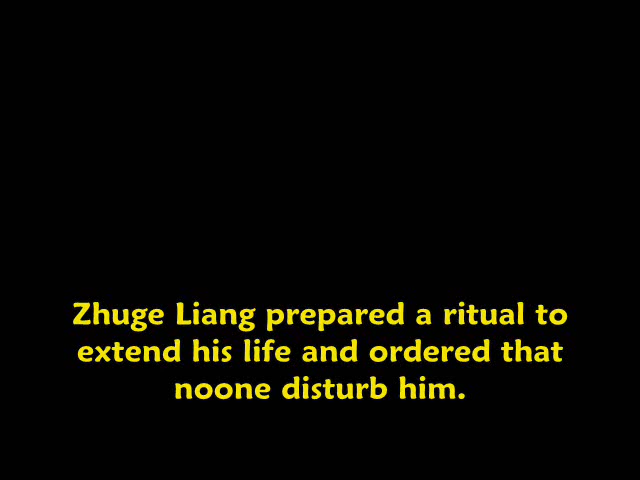 Zhuge Liang prepared a ritual to
extend his life and ordered that
noone disturb him.